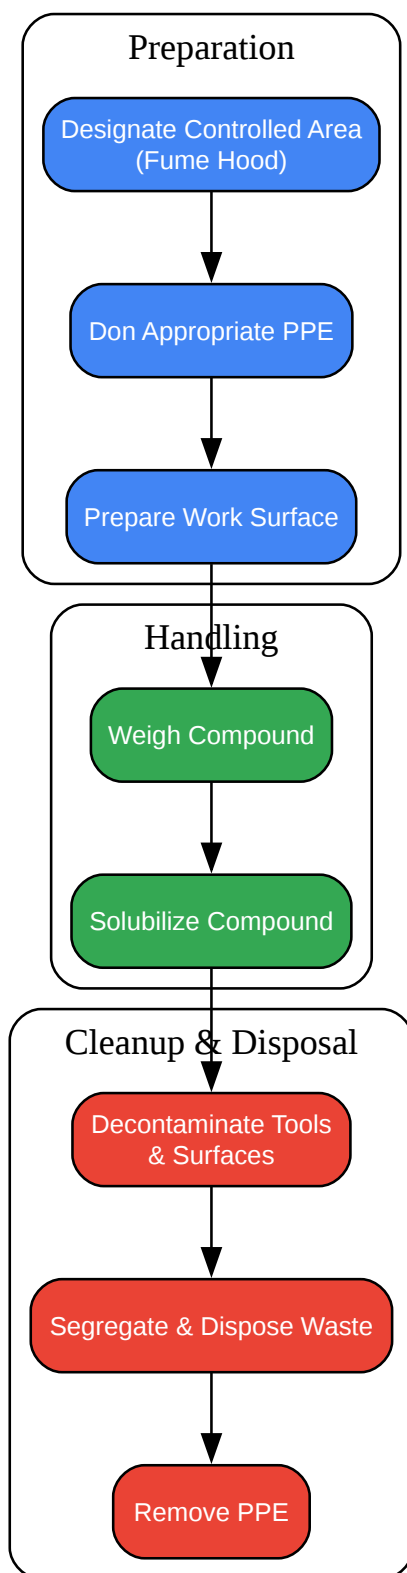 Preparation
Designate Controlled Area
(Fume Hood)
Don Appropriate PPE
Prepare Work Surface
Handling
Weigh Compound
Solubilize Compound
Cleanup & Disposal
Decontaminate Tools
& Surfaces
Segregate & Dispose Waste
Remove PPE